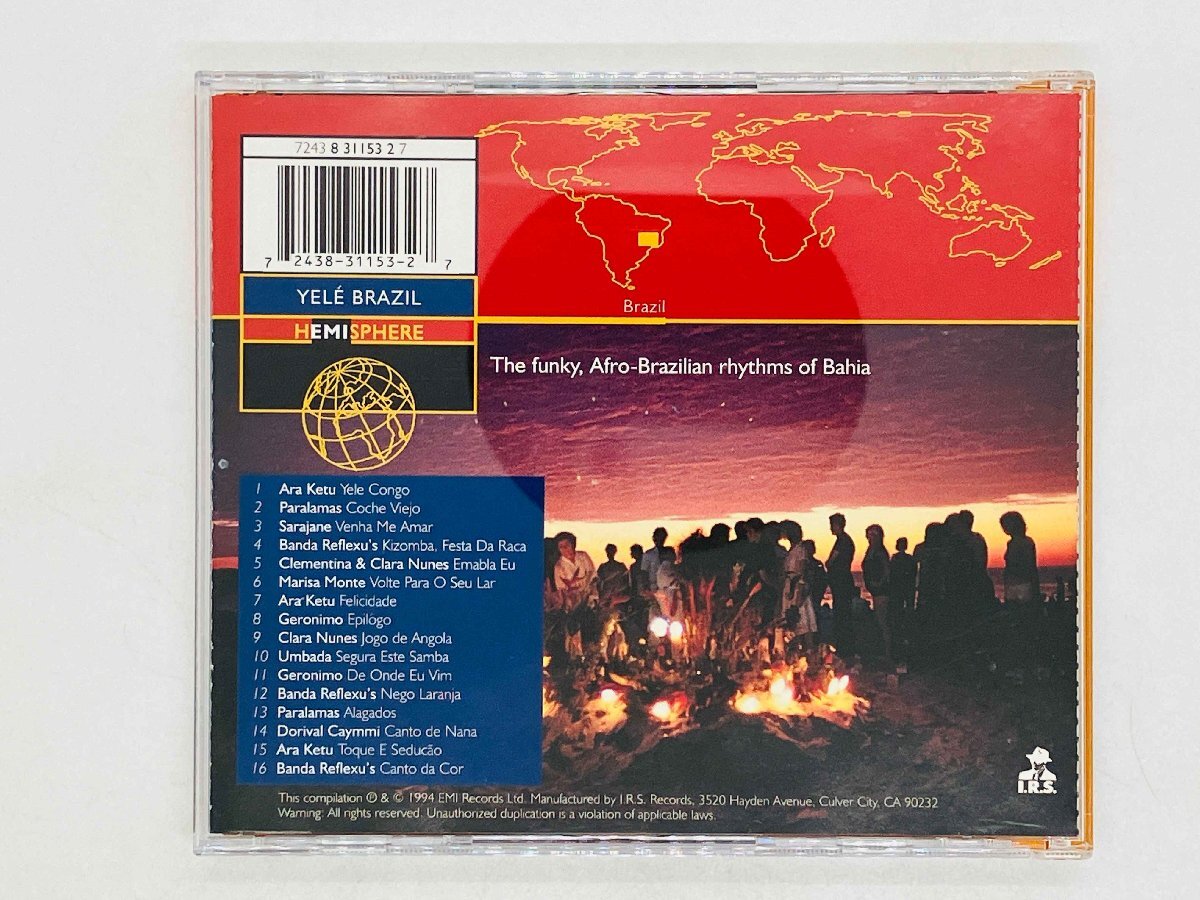 7243 8 31153 2 7
7 2438-31153-2 7
YELÉ BRAZIL
HEMISPHERE
Brazil
The funky, Afro-Brazilian rhythms of Bahia
1 Ara Ketu Yele Congo
2 Paralamas Coche Viejo
3 Sarajane Venha Me Amar
4 Banda Reflexu's Kizomba, Festa Da Raca
5 Clementina & Clara Nunes Emabla Eu
6 Marisa Monte Volte Para O Seu Lar
7 Ara Ketu Felicidade
8 Geronimo Epilogo
9 Clara Nunes Jogo de Angola
10 Umbada Segura Este Samba
11 Geronimo De Onde Eu Vim
12 Banda Reflexu's Nego Laranja
13 Paralamas Alagados
14 Dorival Caymmi Canto de Nana
15 Ara Ketu Toque E Seducão
16 Banda Reflexu's Canto da Cor
This compilation ℗ & © 1994 EMI Records Ltd. Manufactured by I.R.S. Records, 3520 Hayden Avenue, Culver City, CA 90232
Warning: All rights reserved. Unauthorized duplication is a violation of applicable laws.
I.R.S.